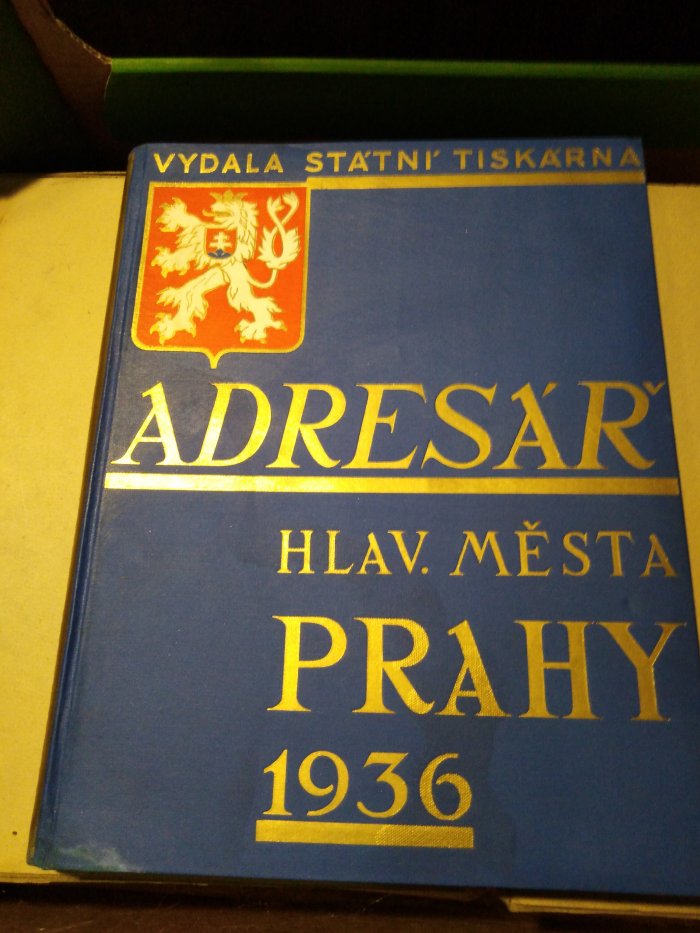 VYDALA STÁTNÍ TISKÁRNA
ADRESÁŘ
HLAV. MĚSTA
PRAHY
1936